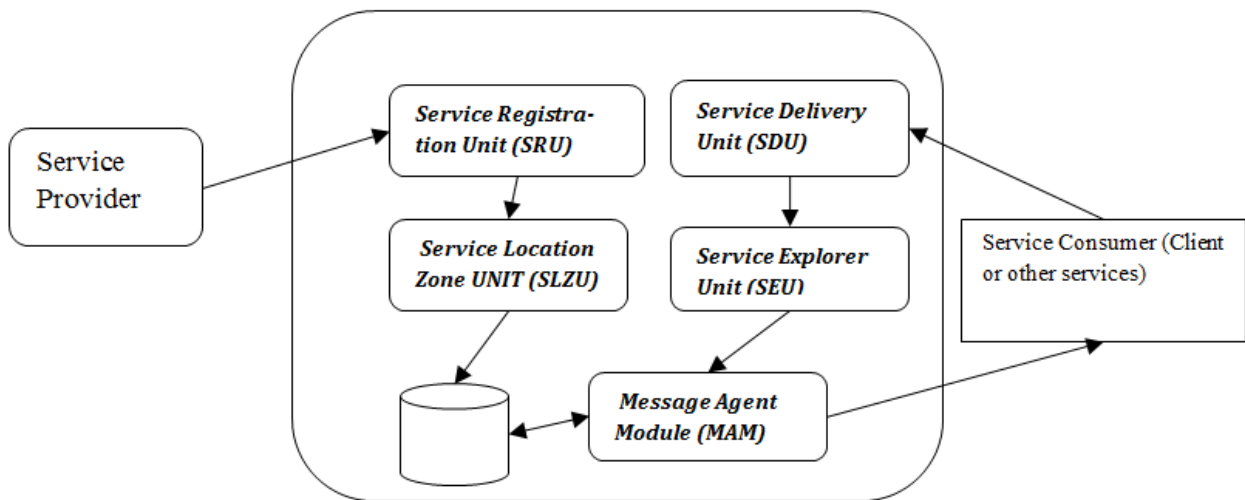 Service
Provider
Service Registra-
tion Unit (SRU)
Service Location
Zone UNIT (SLZU)
Service Delivery
Unit (SDU)
Service Explorer
Unit (SEU)
Message Agent
Module (MAM)
Service Consumer (Client
or other services)